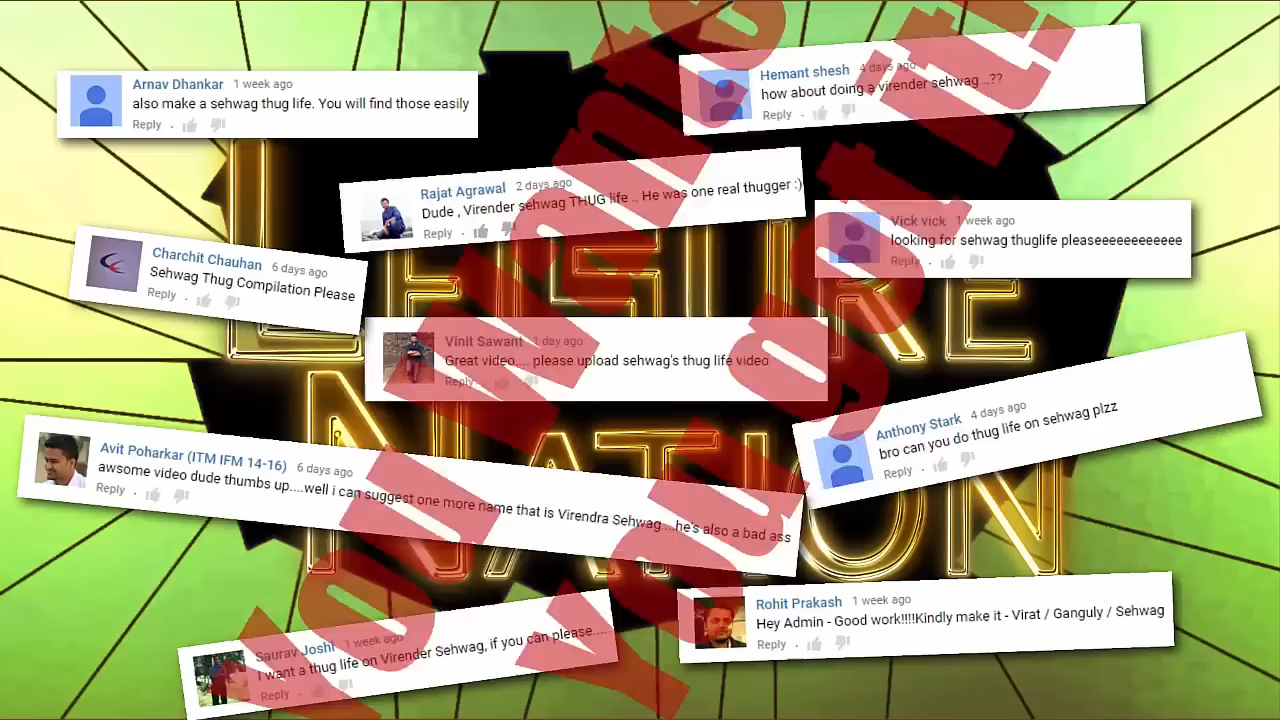 Arnav Dhankar 1 week ago
also make a sehwag thug life. You will find those easily
Reply
Hemant shesh 4 days ago
how about doing a virender sehwag...??
Reply
Rajat Agrawal 2 days ago
Dude , Virender sehwag THUG life .. He was one real thugger :)
Reply
Vick vick 1 week ago
looking for sehwag thuglife pleaseeeeeeeeeeee
Reply
Charchit Chauhan 6 days ago
Sehwag Thug Compilation Please
Reply
LEISURE
Vinit Sawant 1 day ago
Great video.... please upload sehwag's thug life video
Reply
Anthony Stark 4 days ago
bro can you do thug life on sehwag plzz
Reply
Avit Poharkar (ITM IFM 14-16) 6 days ago
awsome video dude thumbs up....well i can suggest one more name that is Virendra Sehwag....he's also a bad ass
Reply
NATION
Rohit Prakash 1 week ago
Hey Admin - Good work!!!!Kindly make it - Virat / Ganguly / Sehwag
Reply
Saurav Joshi 1 week ago
I want a thug life on Virender Sehwag, if you can please....
Reply
You Wante
You got it!